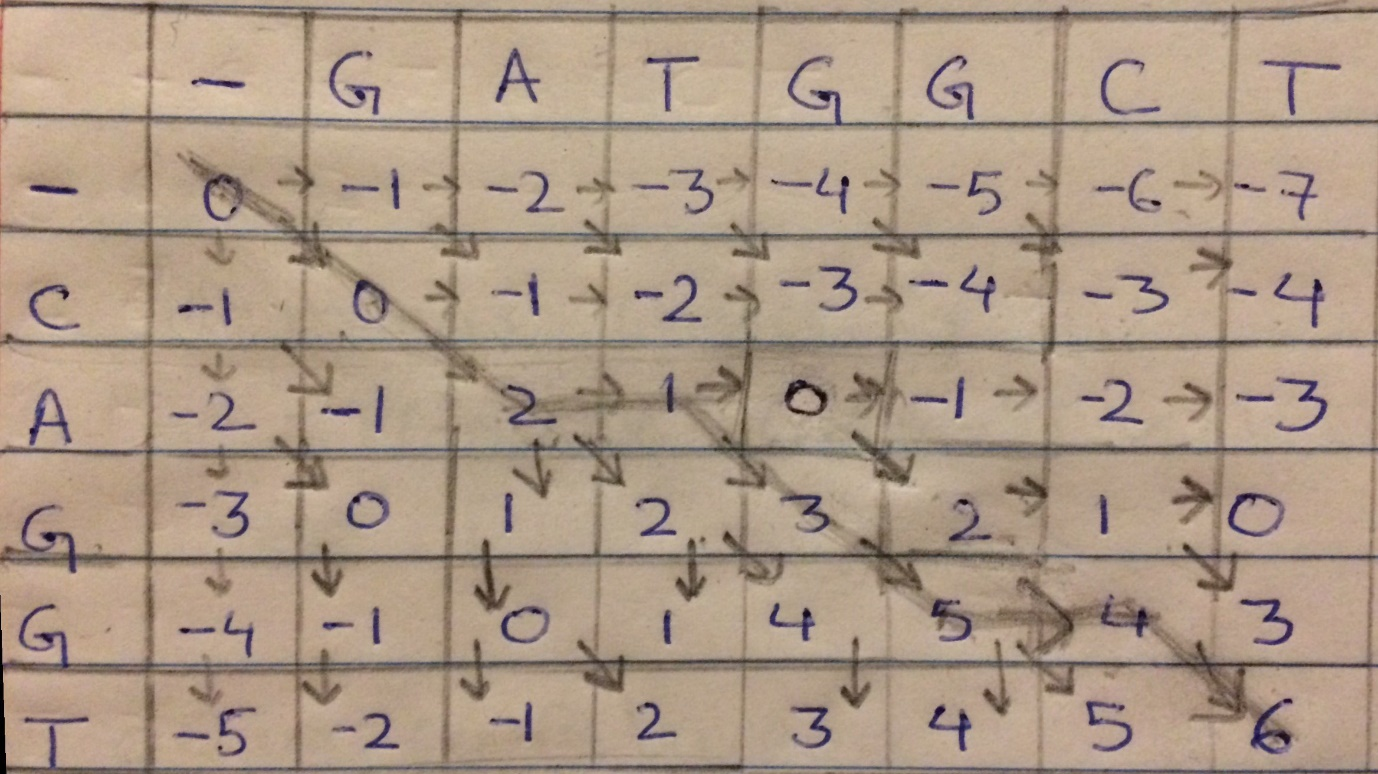 - G A T G G C T
- 0 → -1 → -2 → -3 → -4 → -5 → -6 → -7
C -1 0 → -1 → -2 → -3 → -4 -3 -4
A -2 -1 2 → 1 → 0 → -1 → -2 → -3
G -3 0 1 2 3 2 → 1 → 0
G -4 -1 0 1 4 5 → 4 3
T -5 -2 -1 2 3 4 5 6